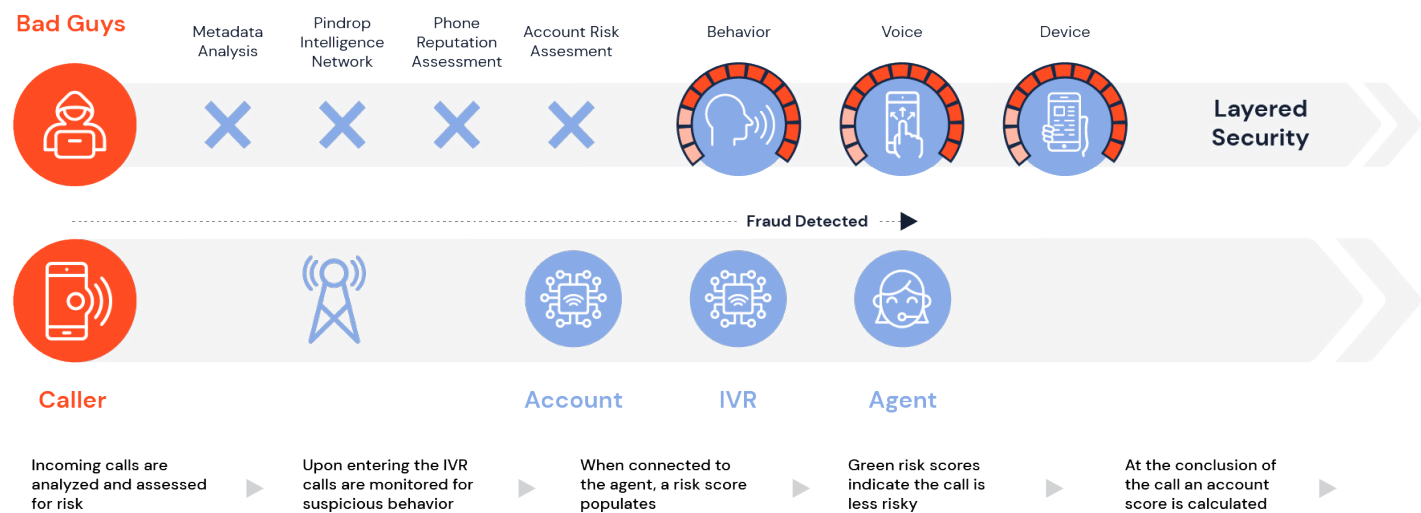 Bad Guys
Metadata
Analysis
Pindrop
Intelligence
Network
Phone
Reputation
Assessment
Account Risk
Assesment
Behavior
Voice
Device
Layered
Security
Fraud Detected
Caller
Account
IVR
Agent
Incoming calls are
analyzed and assessed
for risk
Upon entering the IVR
calls are monitored for
suspicious behavior
When connected to
the agent, a risk score
populates
Green risk scores
indicate the call is
less risky
At the conclusion of
the call an account
score is calculated